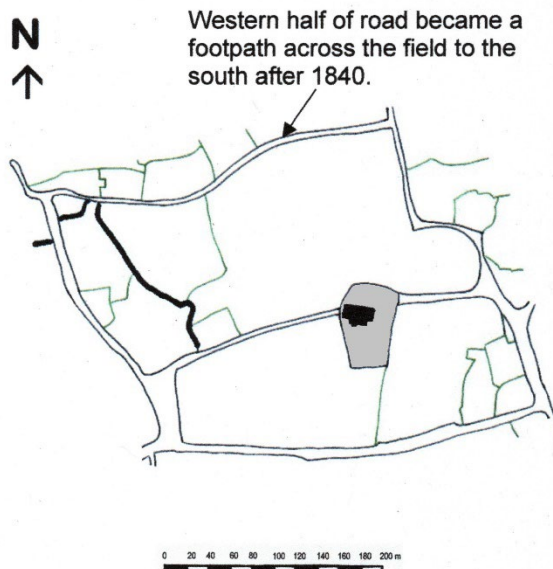 N
Western half of road became a
footpath across the field to the
south after 1840.
0 20 40 60 80 100 120 140 160 180 200 m